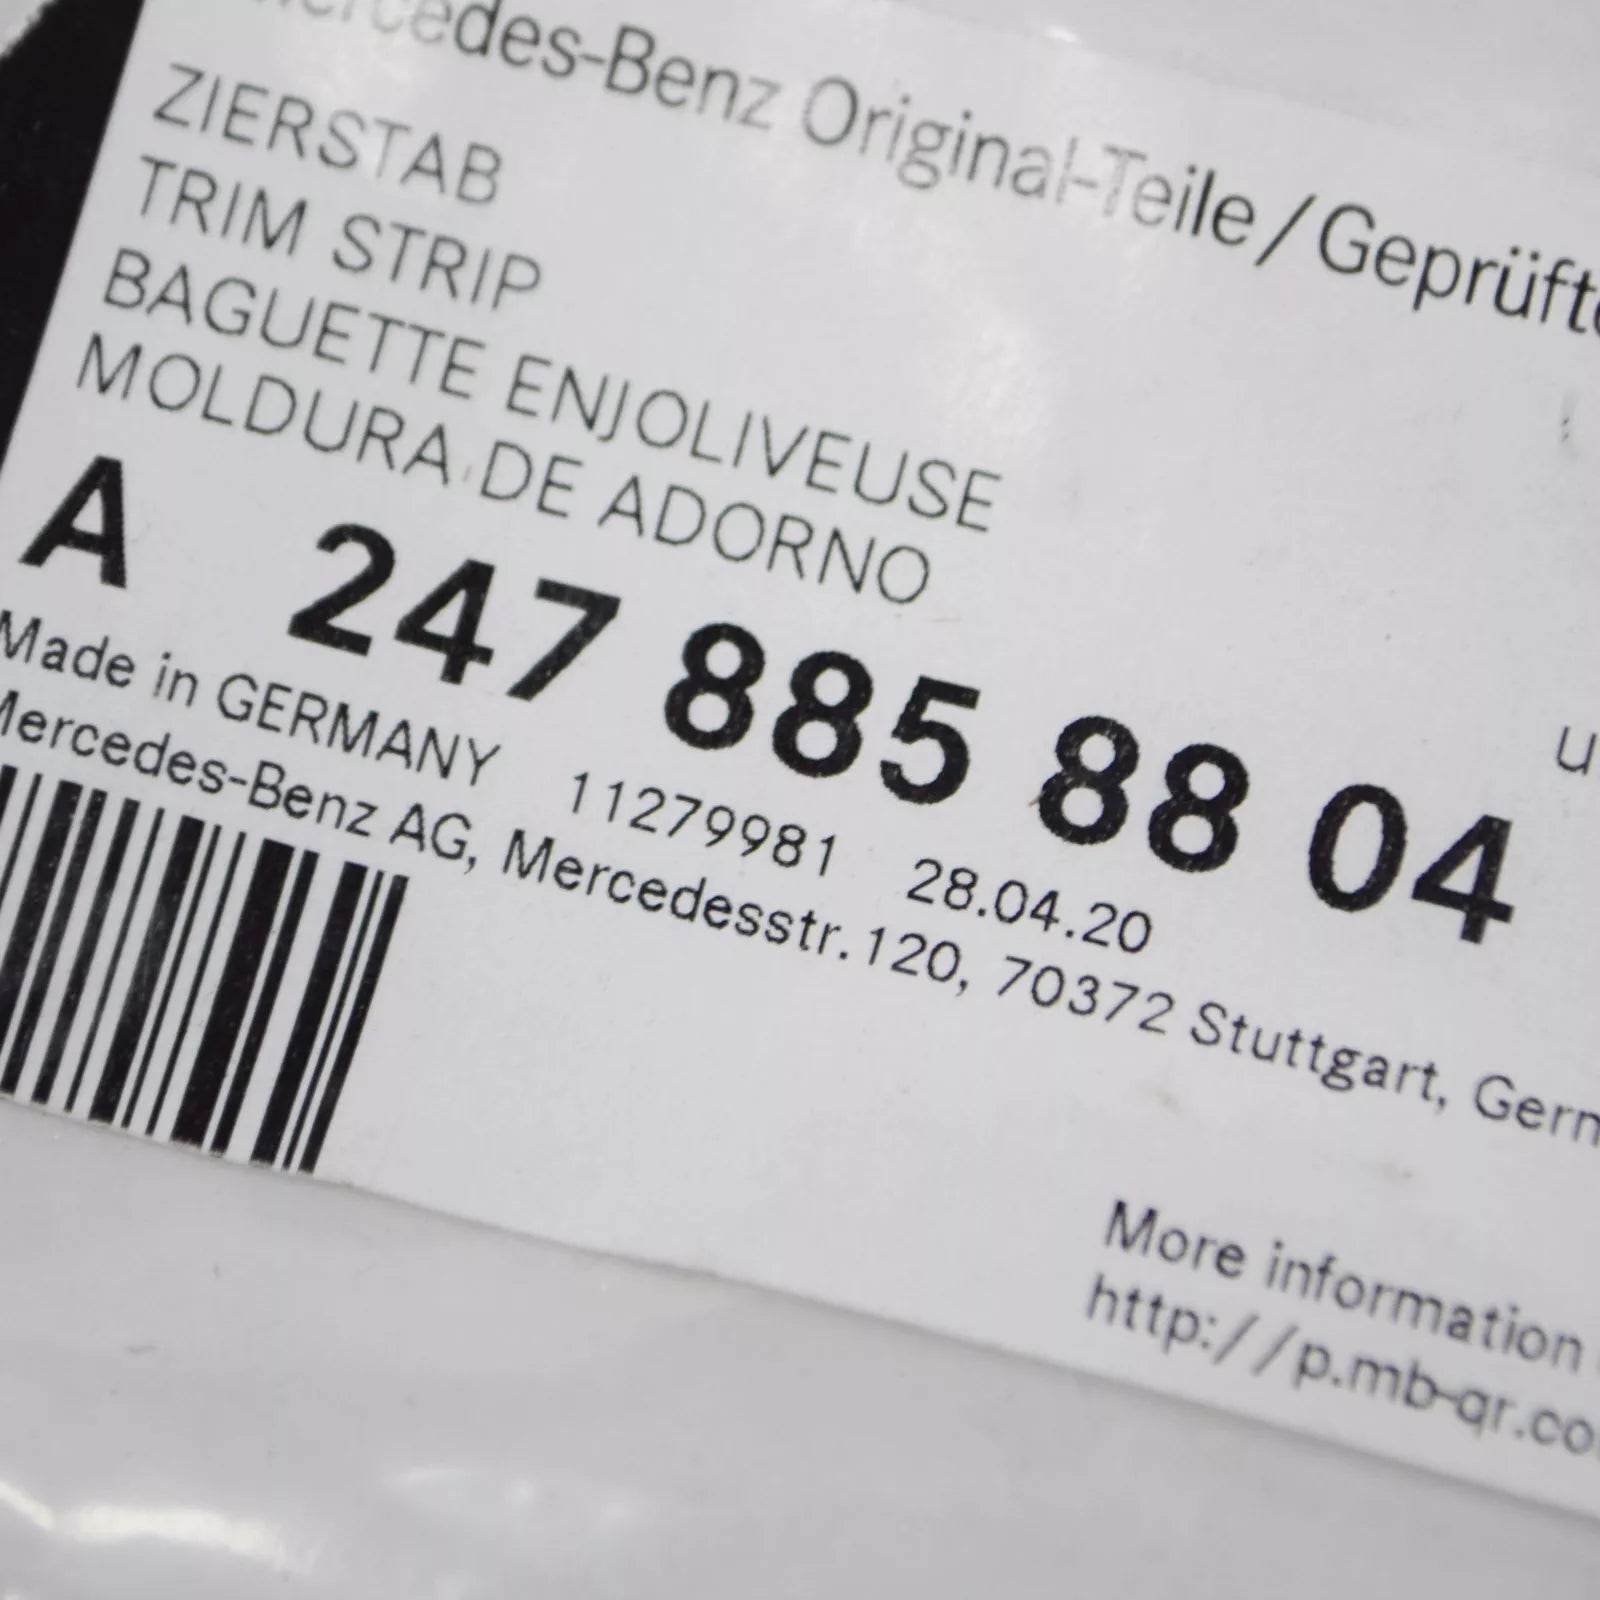 Mercedes-Benz Original-Teile/Geprüfte
ZIERSTAB
TRIM STRIP
BAGUETTE ENJOLIVEUSE
MOLDURA DE ADORNO
A 247 885 88 04
Made in GERMANY 11279981 28.04.20
Mercedes-Benz AG, Mercedesstr.120, 70372 Stuttgart, Germ
More information
http://p.mb-qr.co